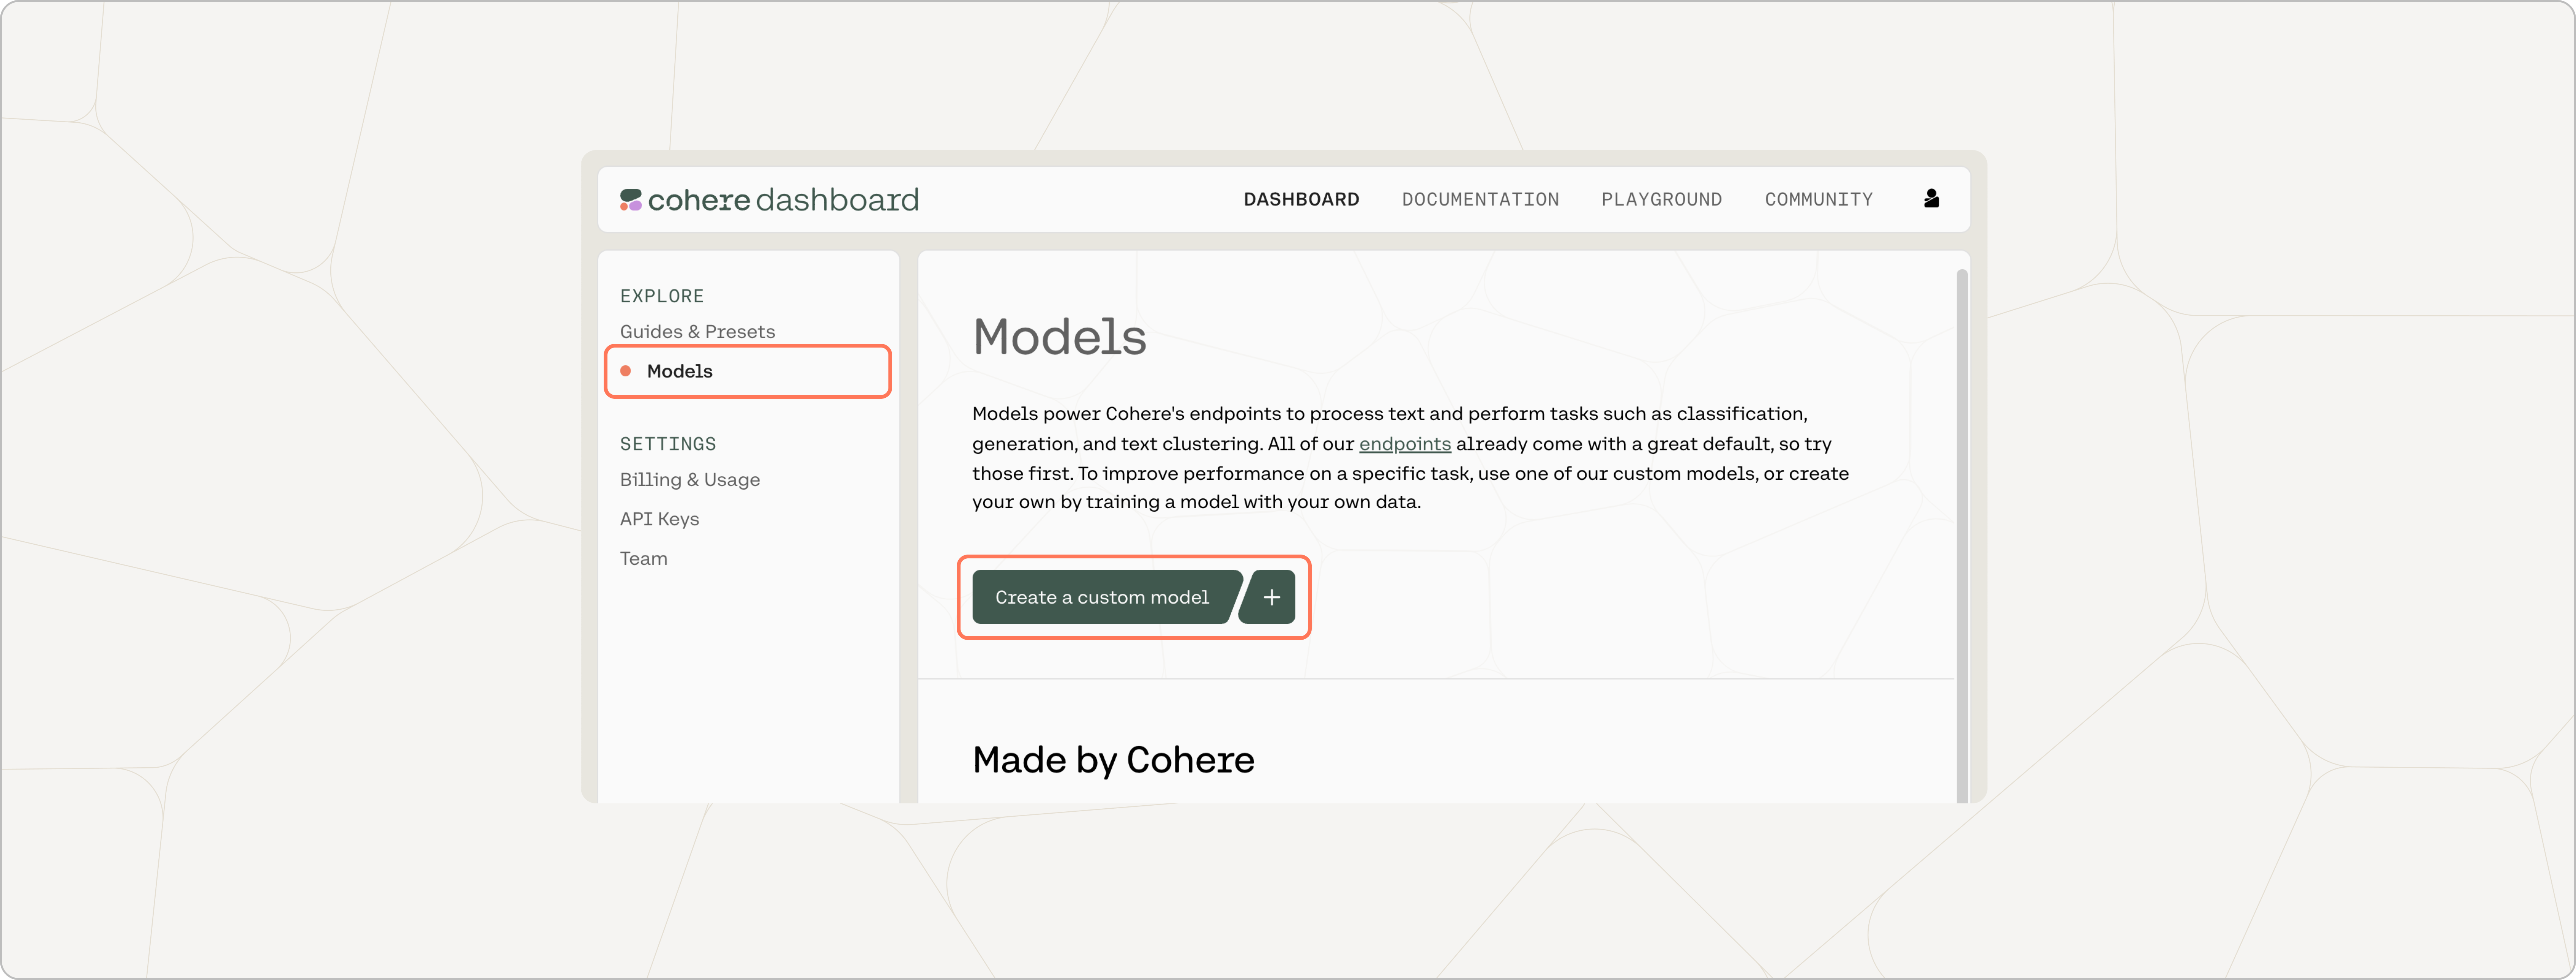 cohere dashboard
DASHBOARD DOCUMENTATION PLAYGROUND COMMUNITY
EXPLORE
Guides & Presets
Models
SETTINGS
Billing & Usage
API Keys
Team
Models
Models power Cohere's endpoints to process text and perform tasks such as classification,
generation, and text clustering. All of our endpoints already come with a great default, so try
those first. To improve performance on a specific task, use one of our custom models, or create
your own by training a model with your own data.
Create a custom model +
Made by Cohere